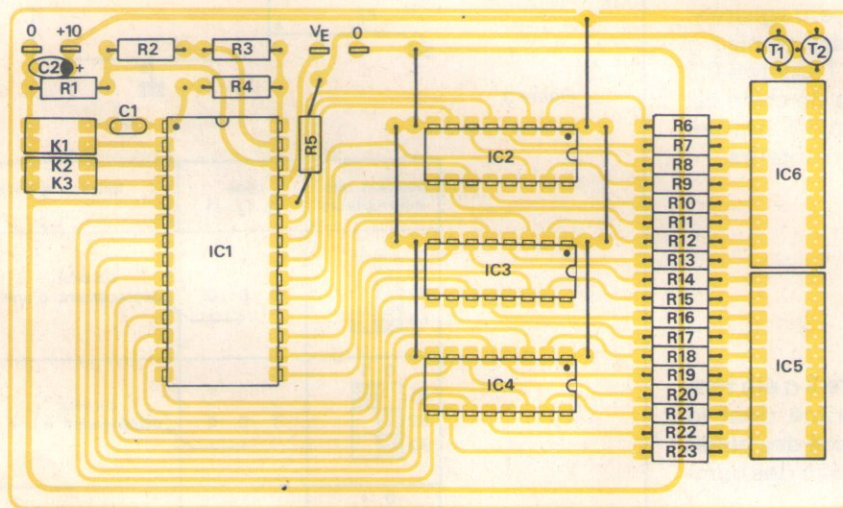 0 +10 R2 R3 VE 0 T1 T2
C2 +
R1 R4
C1
K1
K2
K3
R5
IC1
IC2
IC3
IC4
R6
R7
R8
R9
R10
R11
R12
R13
R14
R15
R16
R17
R18
R19
R20
R21
R22
R23
IC6
IC5